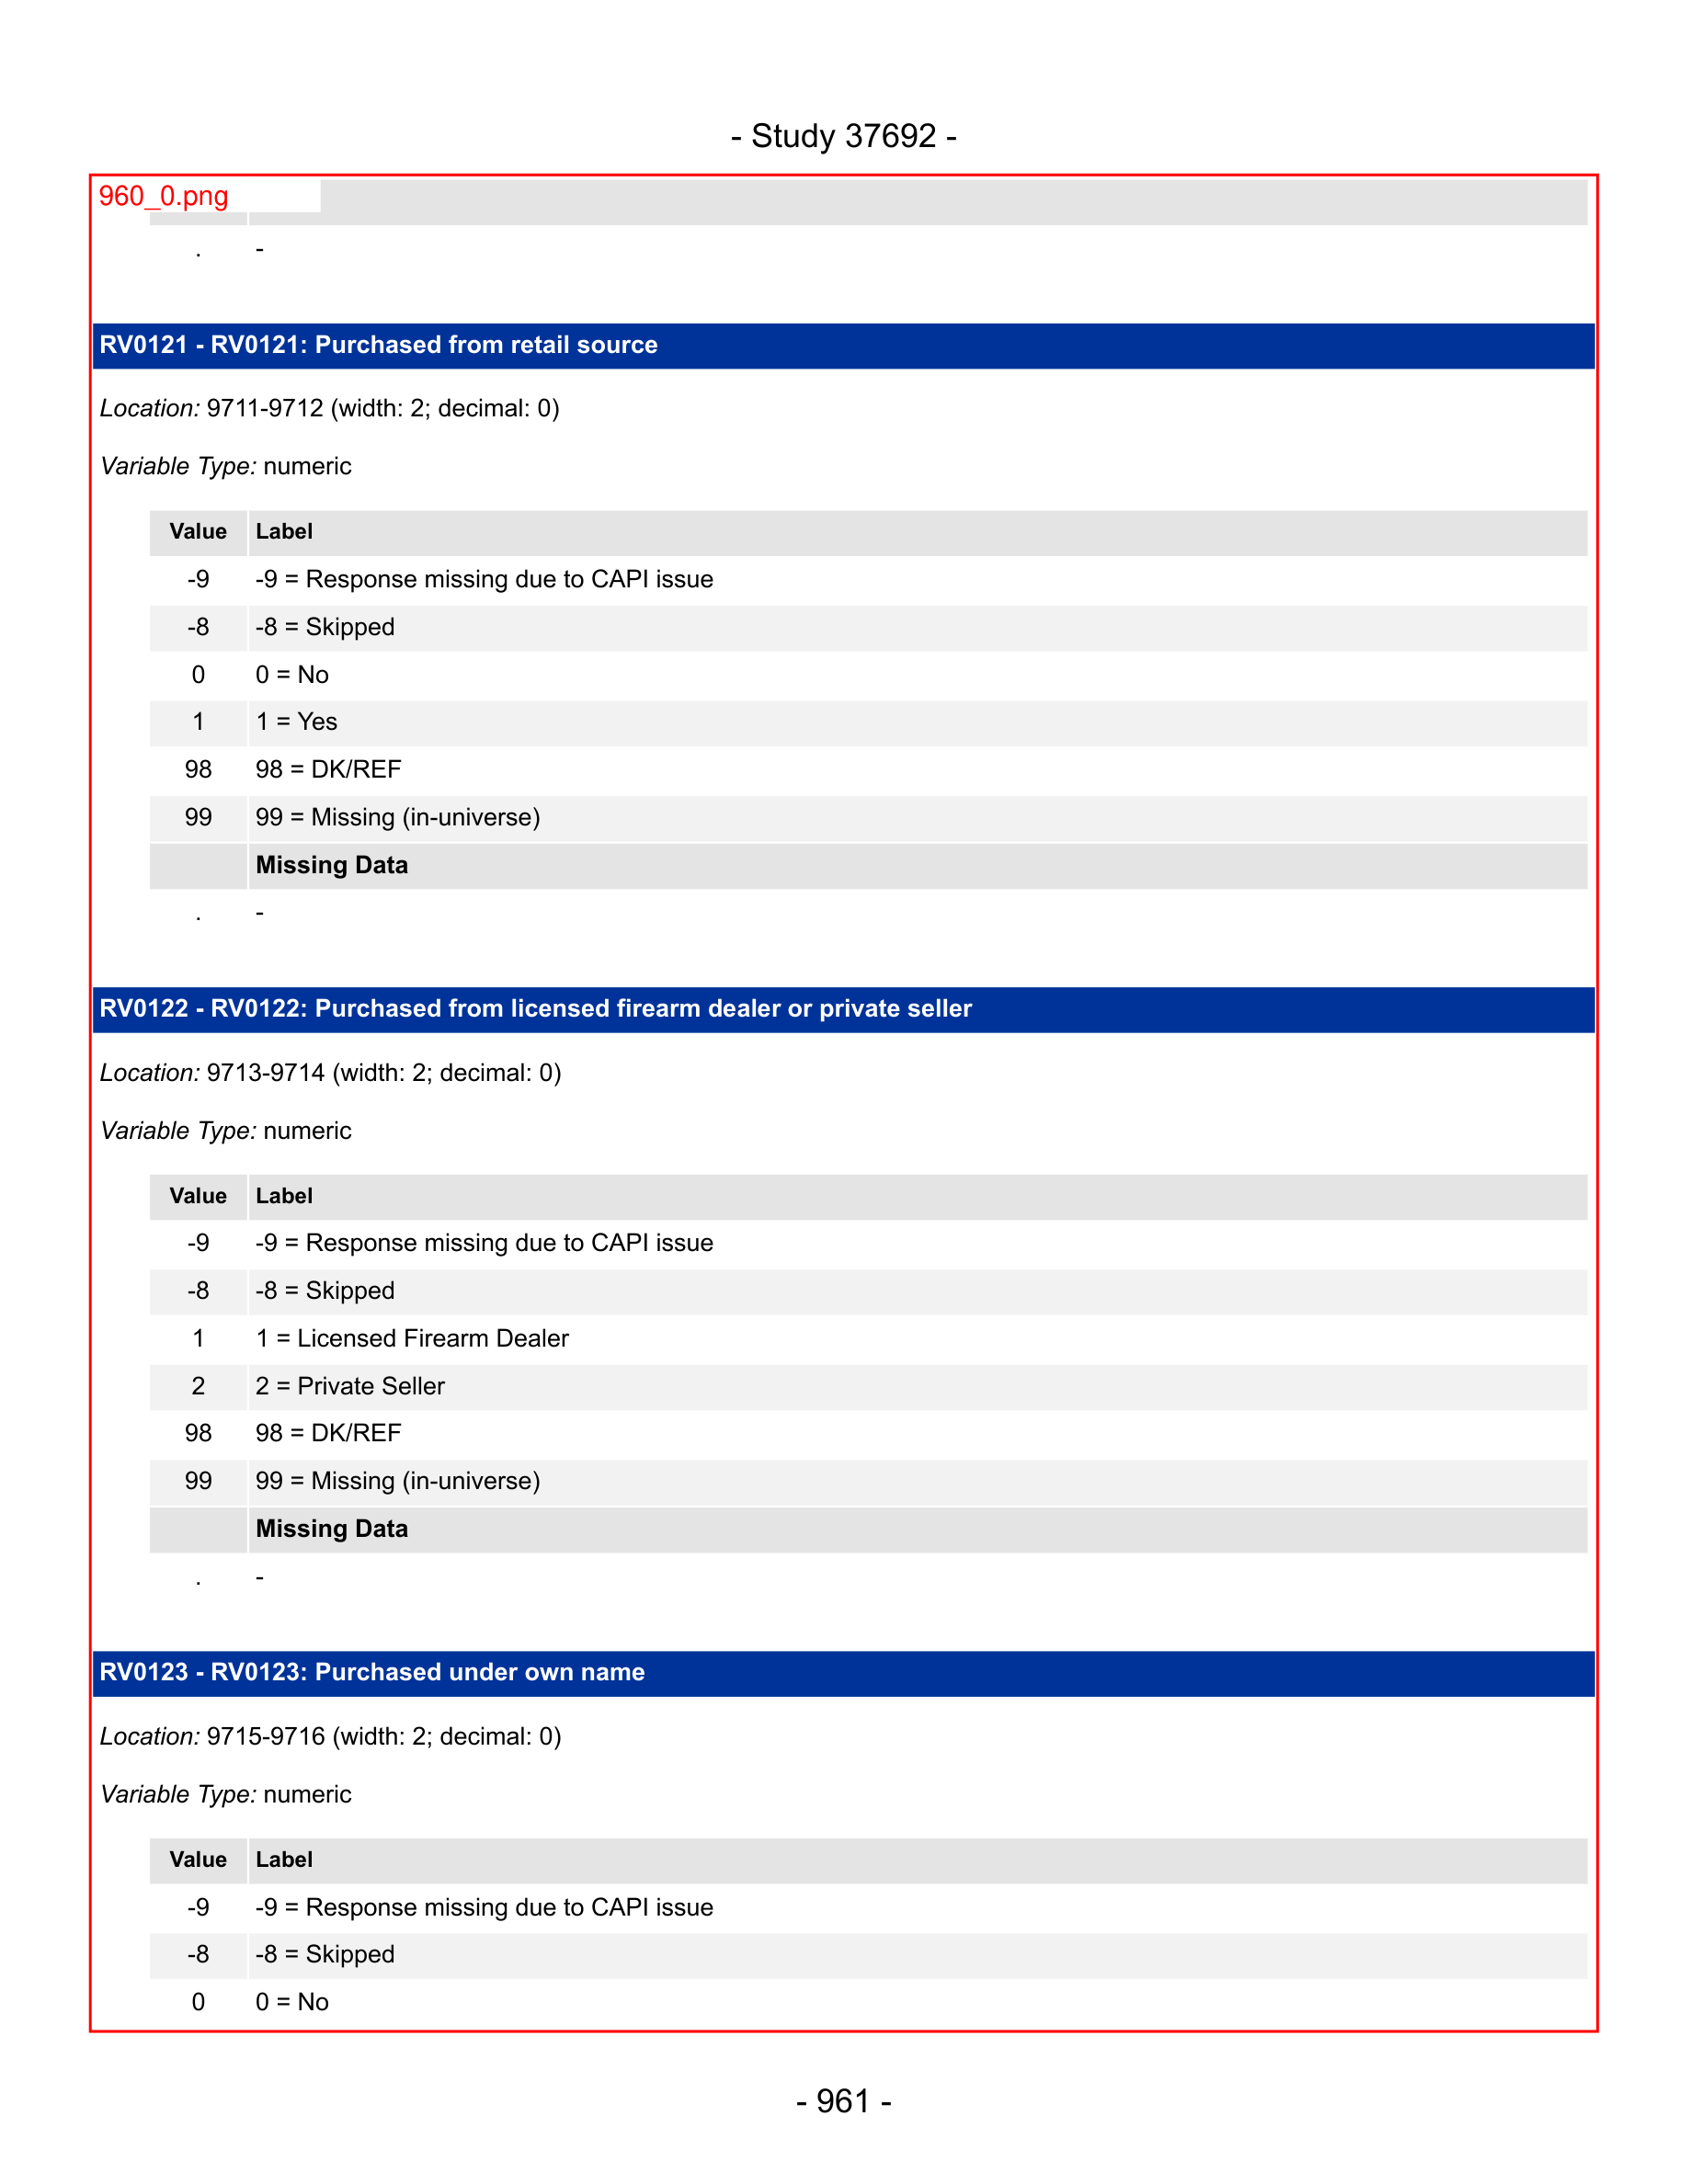 - Study 37692 -
960_0.png
. -
RV0121 - RV0121: Purchased from retail source
Location: 9711-9712 (width: 2; decimal: 0)
Variable Type: numeric
Value Label
-9 -9 = Response missing due to CAPI issue
-8 -8 = Skipped
0 0 = No
1 1 = Yes
98 98 = DK/REF
99 99 = Missing (in-universe)
Missing Data
. -
RV0122 - RV0122: Purchased from licensed firearm dealer or private seller
Location: 9713-9714 (width: 2; decimal: 0)
Variable Type: numeric
Value Label
-9 -9 = Response missing due to CAPI issue
-8 -8 = Skipped
1 1 = Licensed Firearm Dealer
2 2 = Private Seller
98 98 = DK/REF
99 99 = Missing (in-universe)
Missing Data
. -
RV0123 - RV0123: Purchased under own name
Location: 9715-9716 (width: 2; decimal: 0)
Variable Type: numeric
Value Label
-9 -9 = Response missing due to CAPI issue
-8 -8 = Skipped
0 0 = No
- 961 -